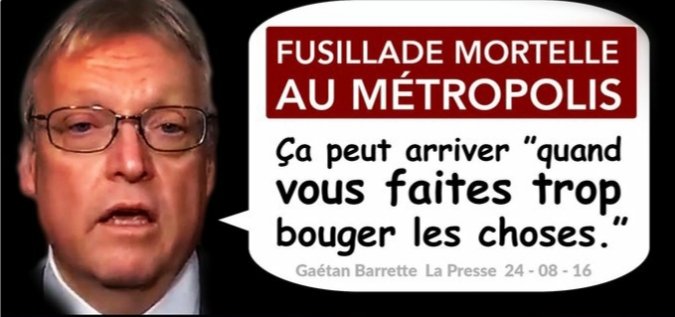 FUSILLADE MORTELLE
AU MÉTROPOLIS
Ça peut arriver "quand
vous faites trop
bouger les choses."
Gaétan Barrette La Presse 24 - 08 - 16